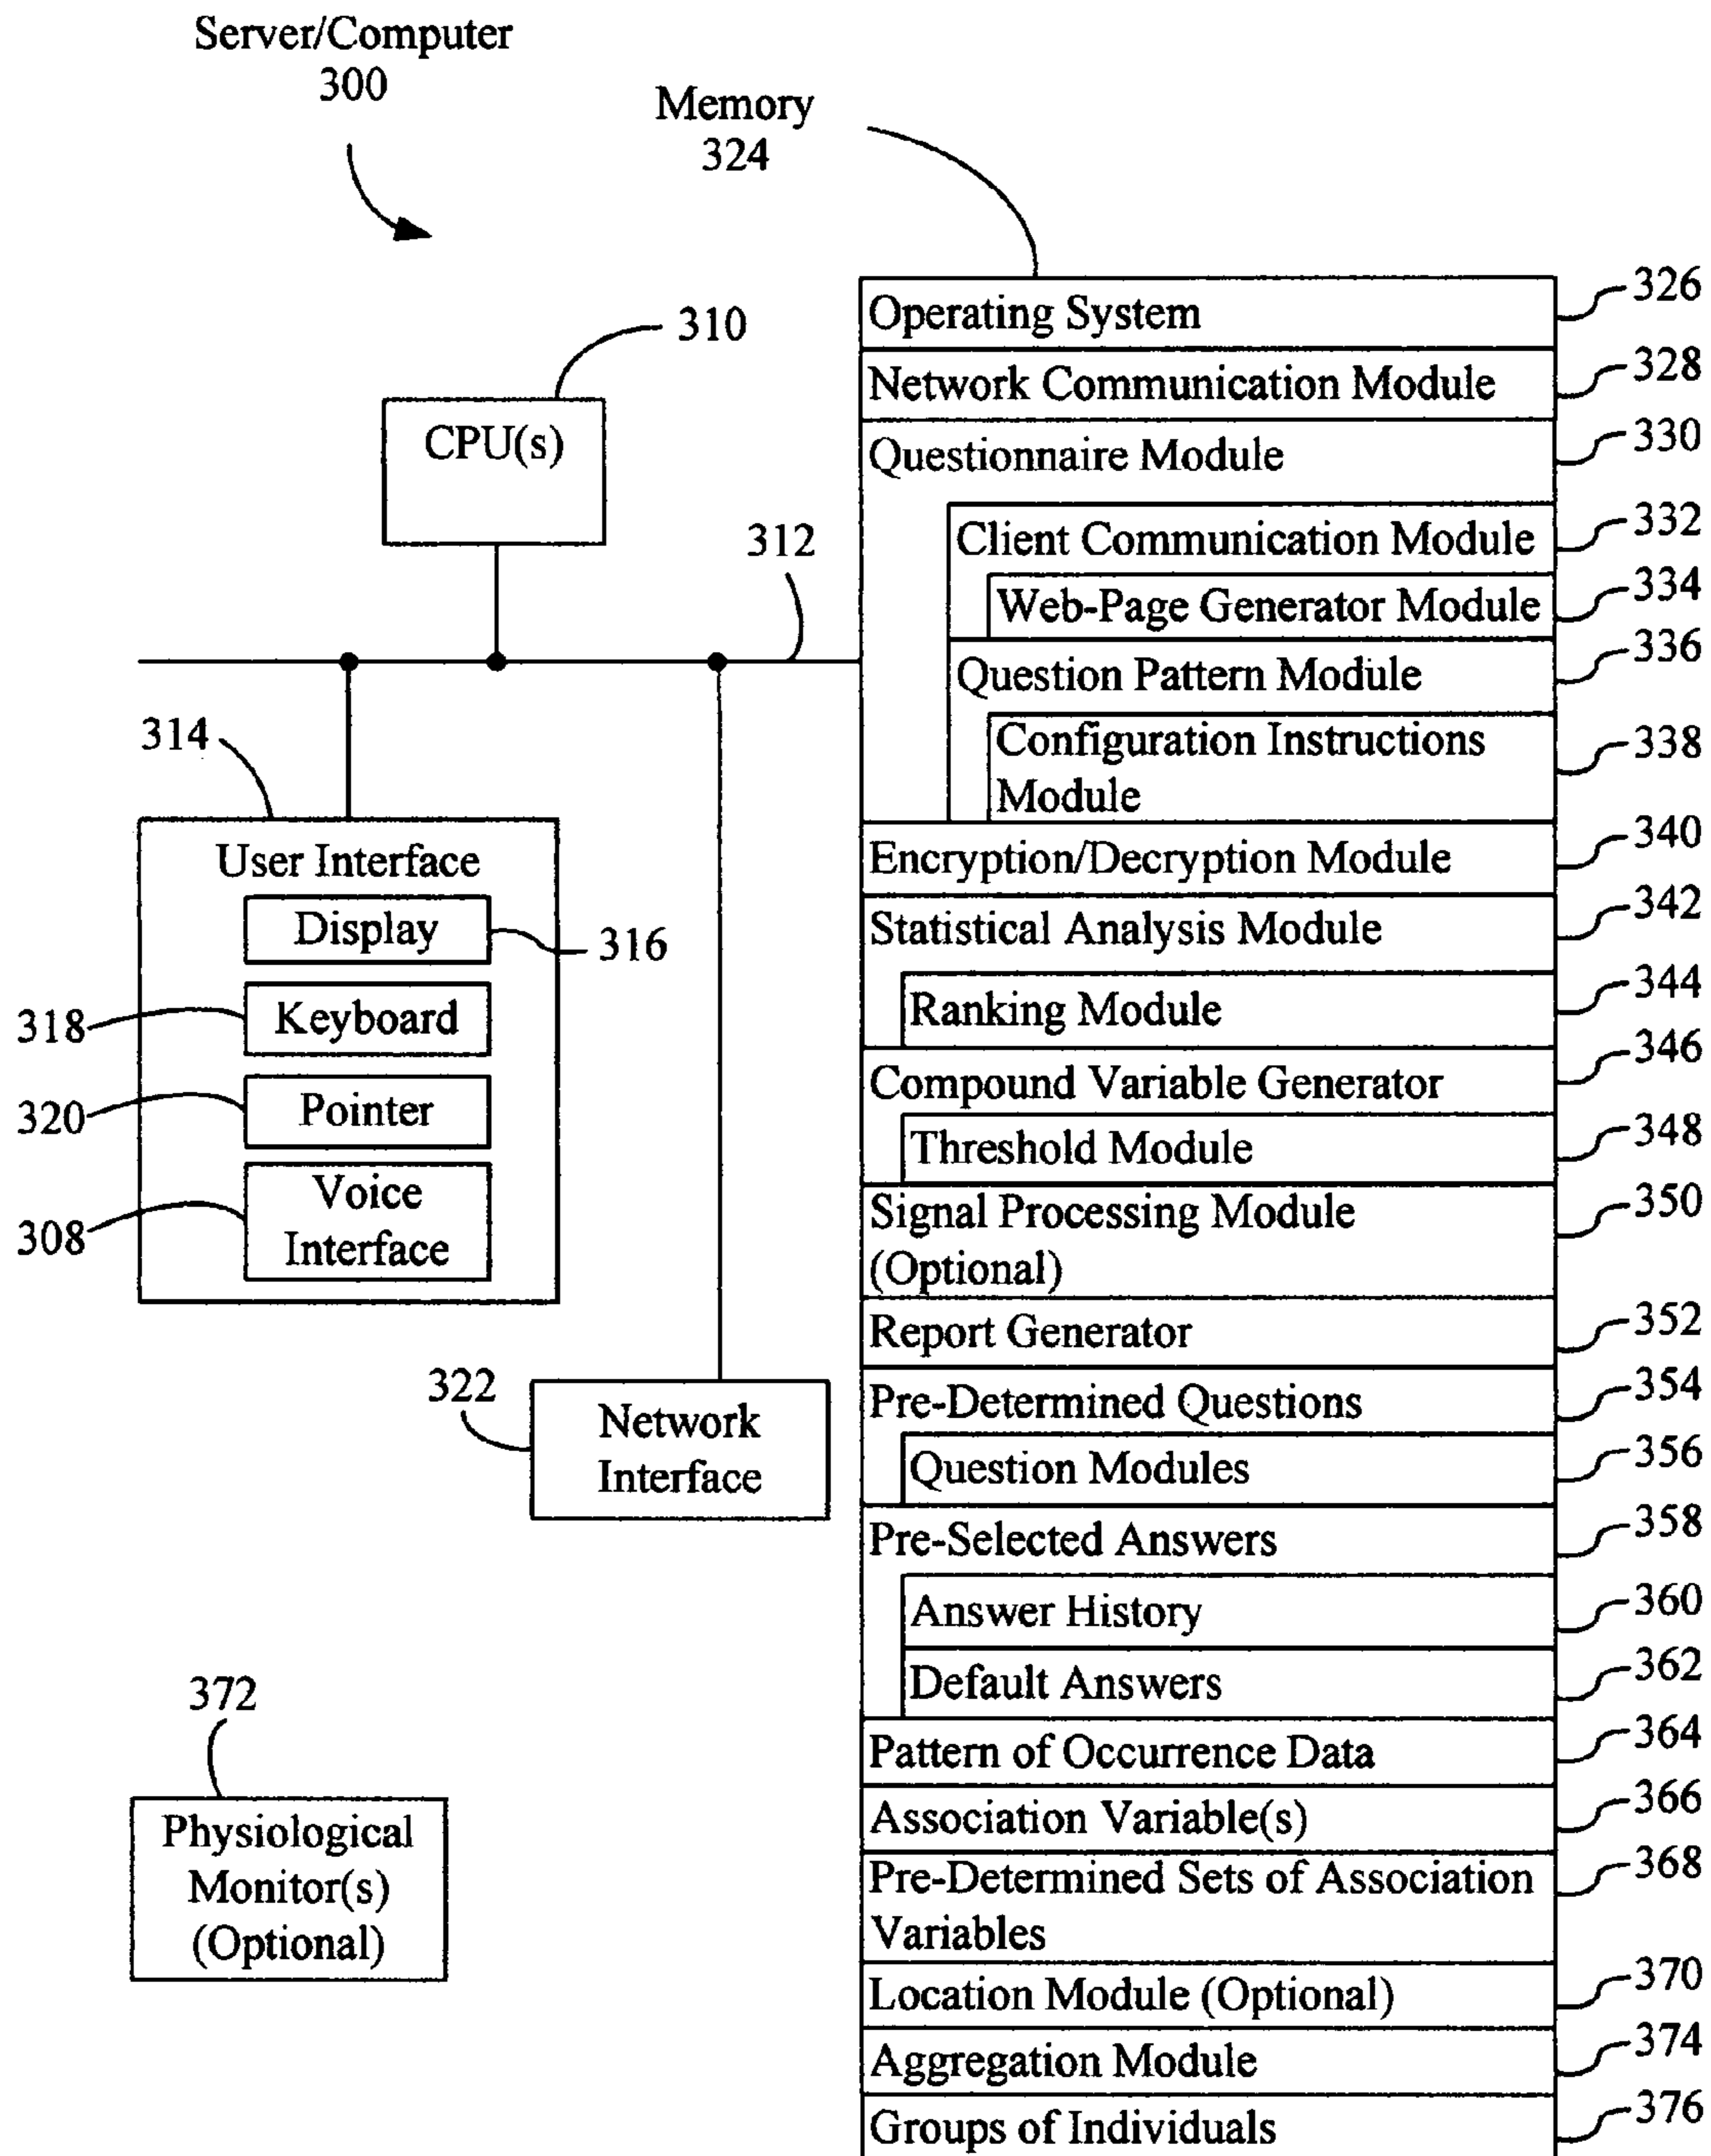 Server/Computer
300
Memory
324
310
CPU(s)
312
314
User Interface
Display
316
318
Keyboard
320
Pointer
308
Voice
Interface
322
Network
Interface
372
Physiological
Monitor(s)
(Optional)
Operating System
326
Network Communication Module
328
Questionnaire Module
330
Client Communication Module
332
Web-Page Generator Module
334
Question Pattern Module
336
Configuration Instructions
Module
338
Encryption/Decryption Module
340
Statistical Analysis Module
342
Ranking Module
344
Compound Variable Generator
346
Threshold Module
348
Signal Processing Module
(Optional)
350
Report Generator
352
Pre-Determined Questions
354
Question Modules
356
Pre-Selected Answers
358
Answer History
360
Default Answers
362
Pattern of Occurrence Data
364
Association Variable(s)
366
Pre-Determined Sets of Association
Variables
368
Location Module (Optional)
370
Aggregation Module
374
Groups of Individuals
376